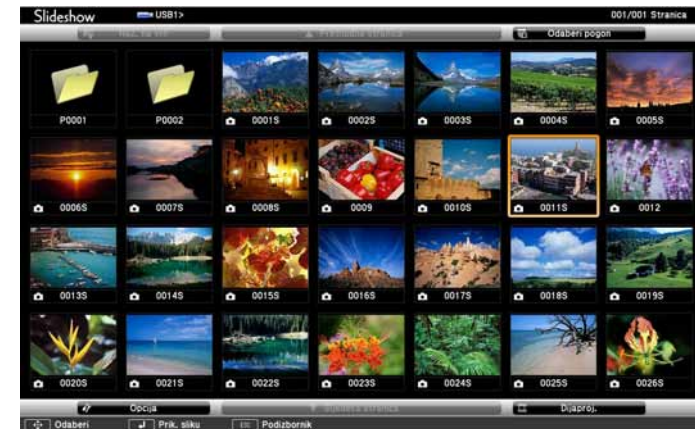 Slideshow USB1> 001/001 Stranica
Odaberi pogon
P0001 P0002 0001S 0002S 0003S 0004S 0005S
0006S 0007S 0008S 0009 0010S 0011S 0012
0013S 0014S 0015S 0016S 0017S 0018S 0019S
0020S 0021S 0022S 0023S 0024S 0025S 0026S
Opcija Dijaproj.
Odaberi Prik. sliku Esc Podizbornik